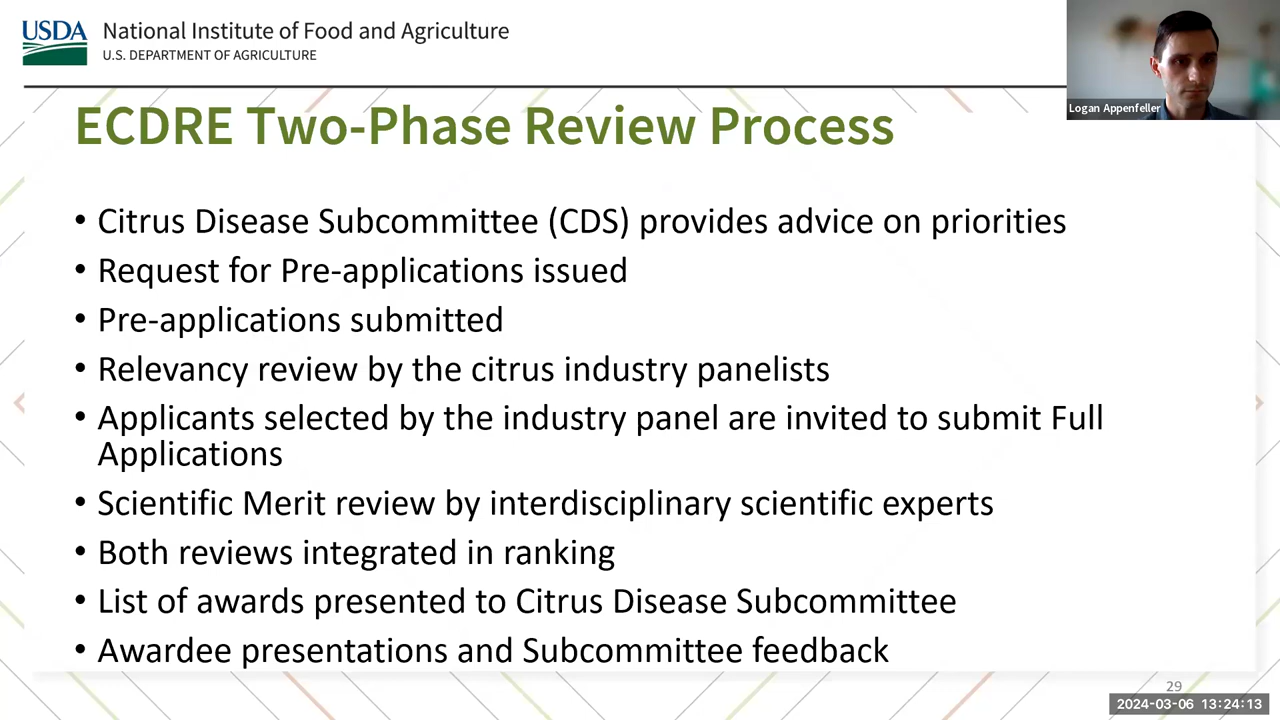 USDA
National Institute of Food and Agriculture
U.S. DEPARTMENT OF AGRICULTURE
Logan Appenfeller
ECDRE Two-Phase Review Process
• Citrus Disease Subcommittee (CDS) provides advice on priorities
• Request for Pre-applications issued
• Pre-applications submitted
• Relevancy review by the citrus industry panelists
• Applicants selected by the industry panel are invited to submit Full
Applications
• Scientific Merit review by interdisciplinary scientific experts
• Both reviews integrated in ranking
• List of awards presented to Citrus Disease Subcommittee
• Awardee presentations and Subcommittee feedback
29
2024-03-06 13:24:13